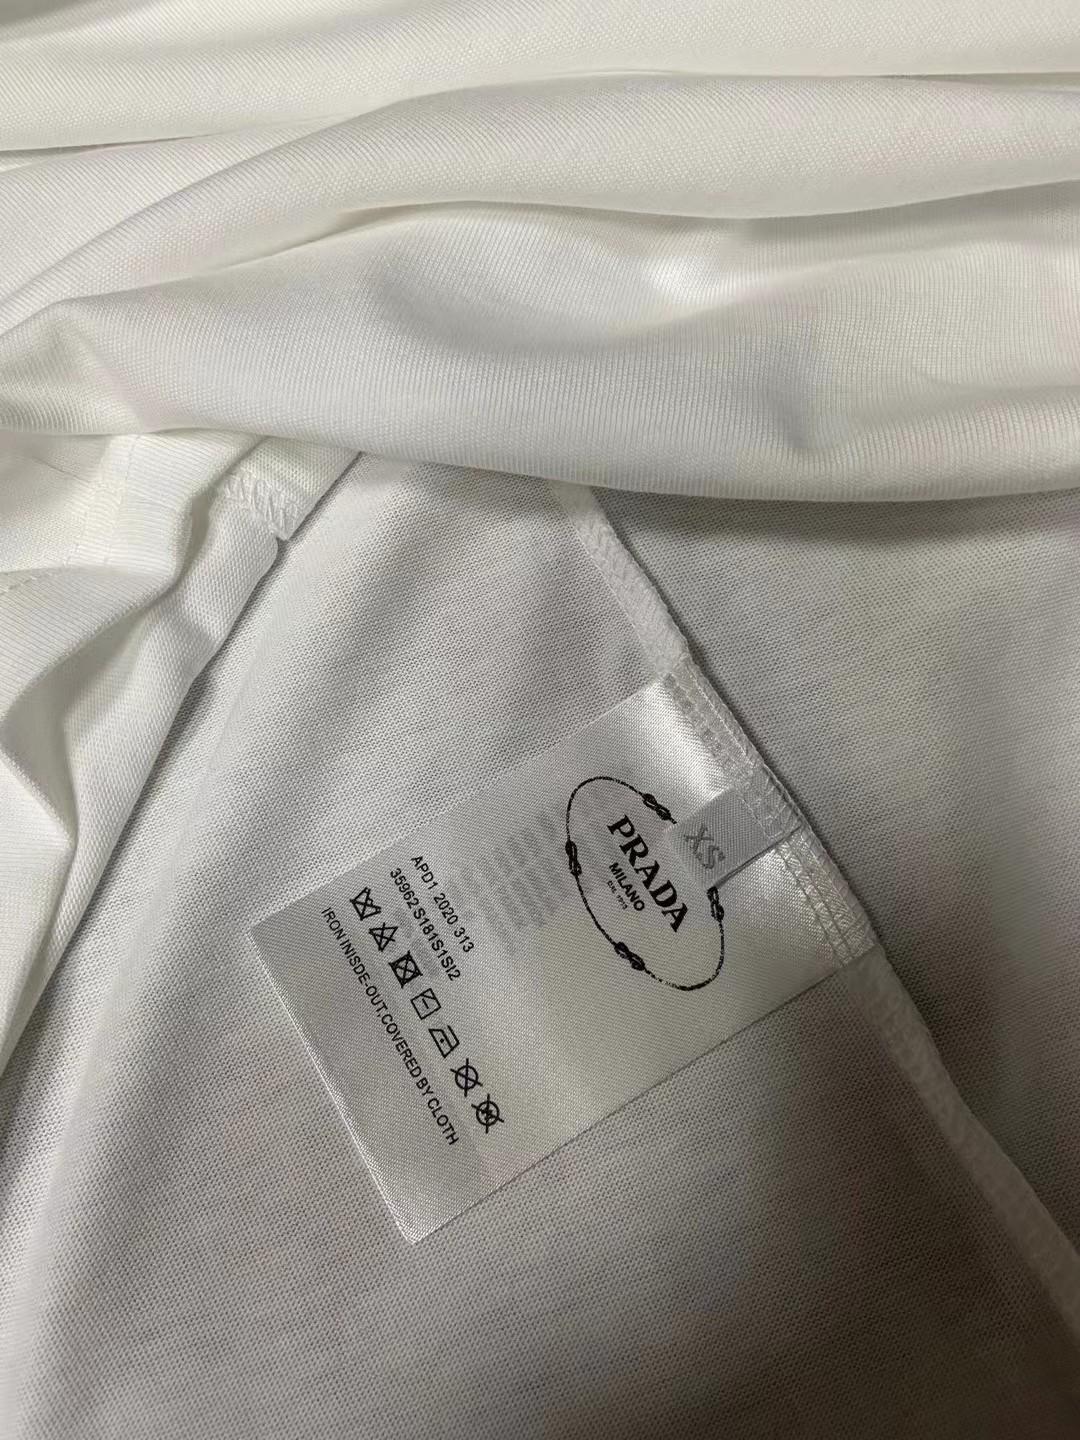 XS
PRADA
MILANO
APD1 2020 313
35962 S181S1SI2
IRON INISDE-OUT,COVERED BY CLOTH